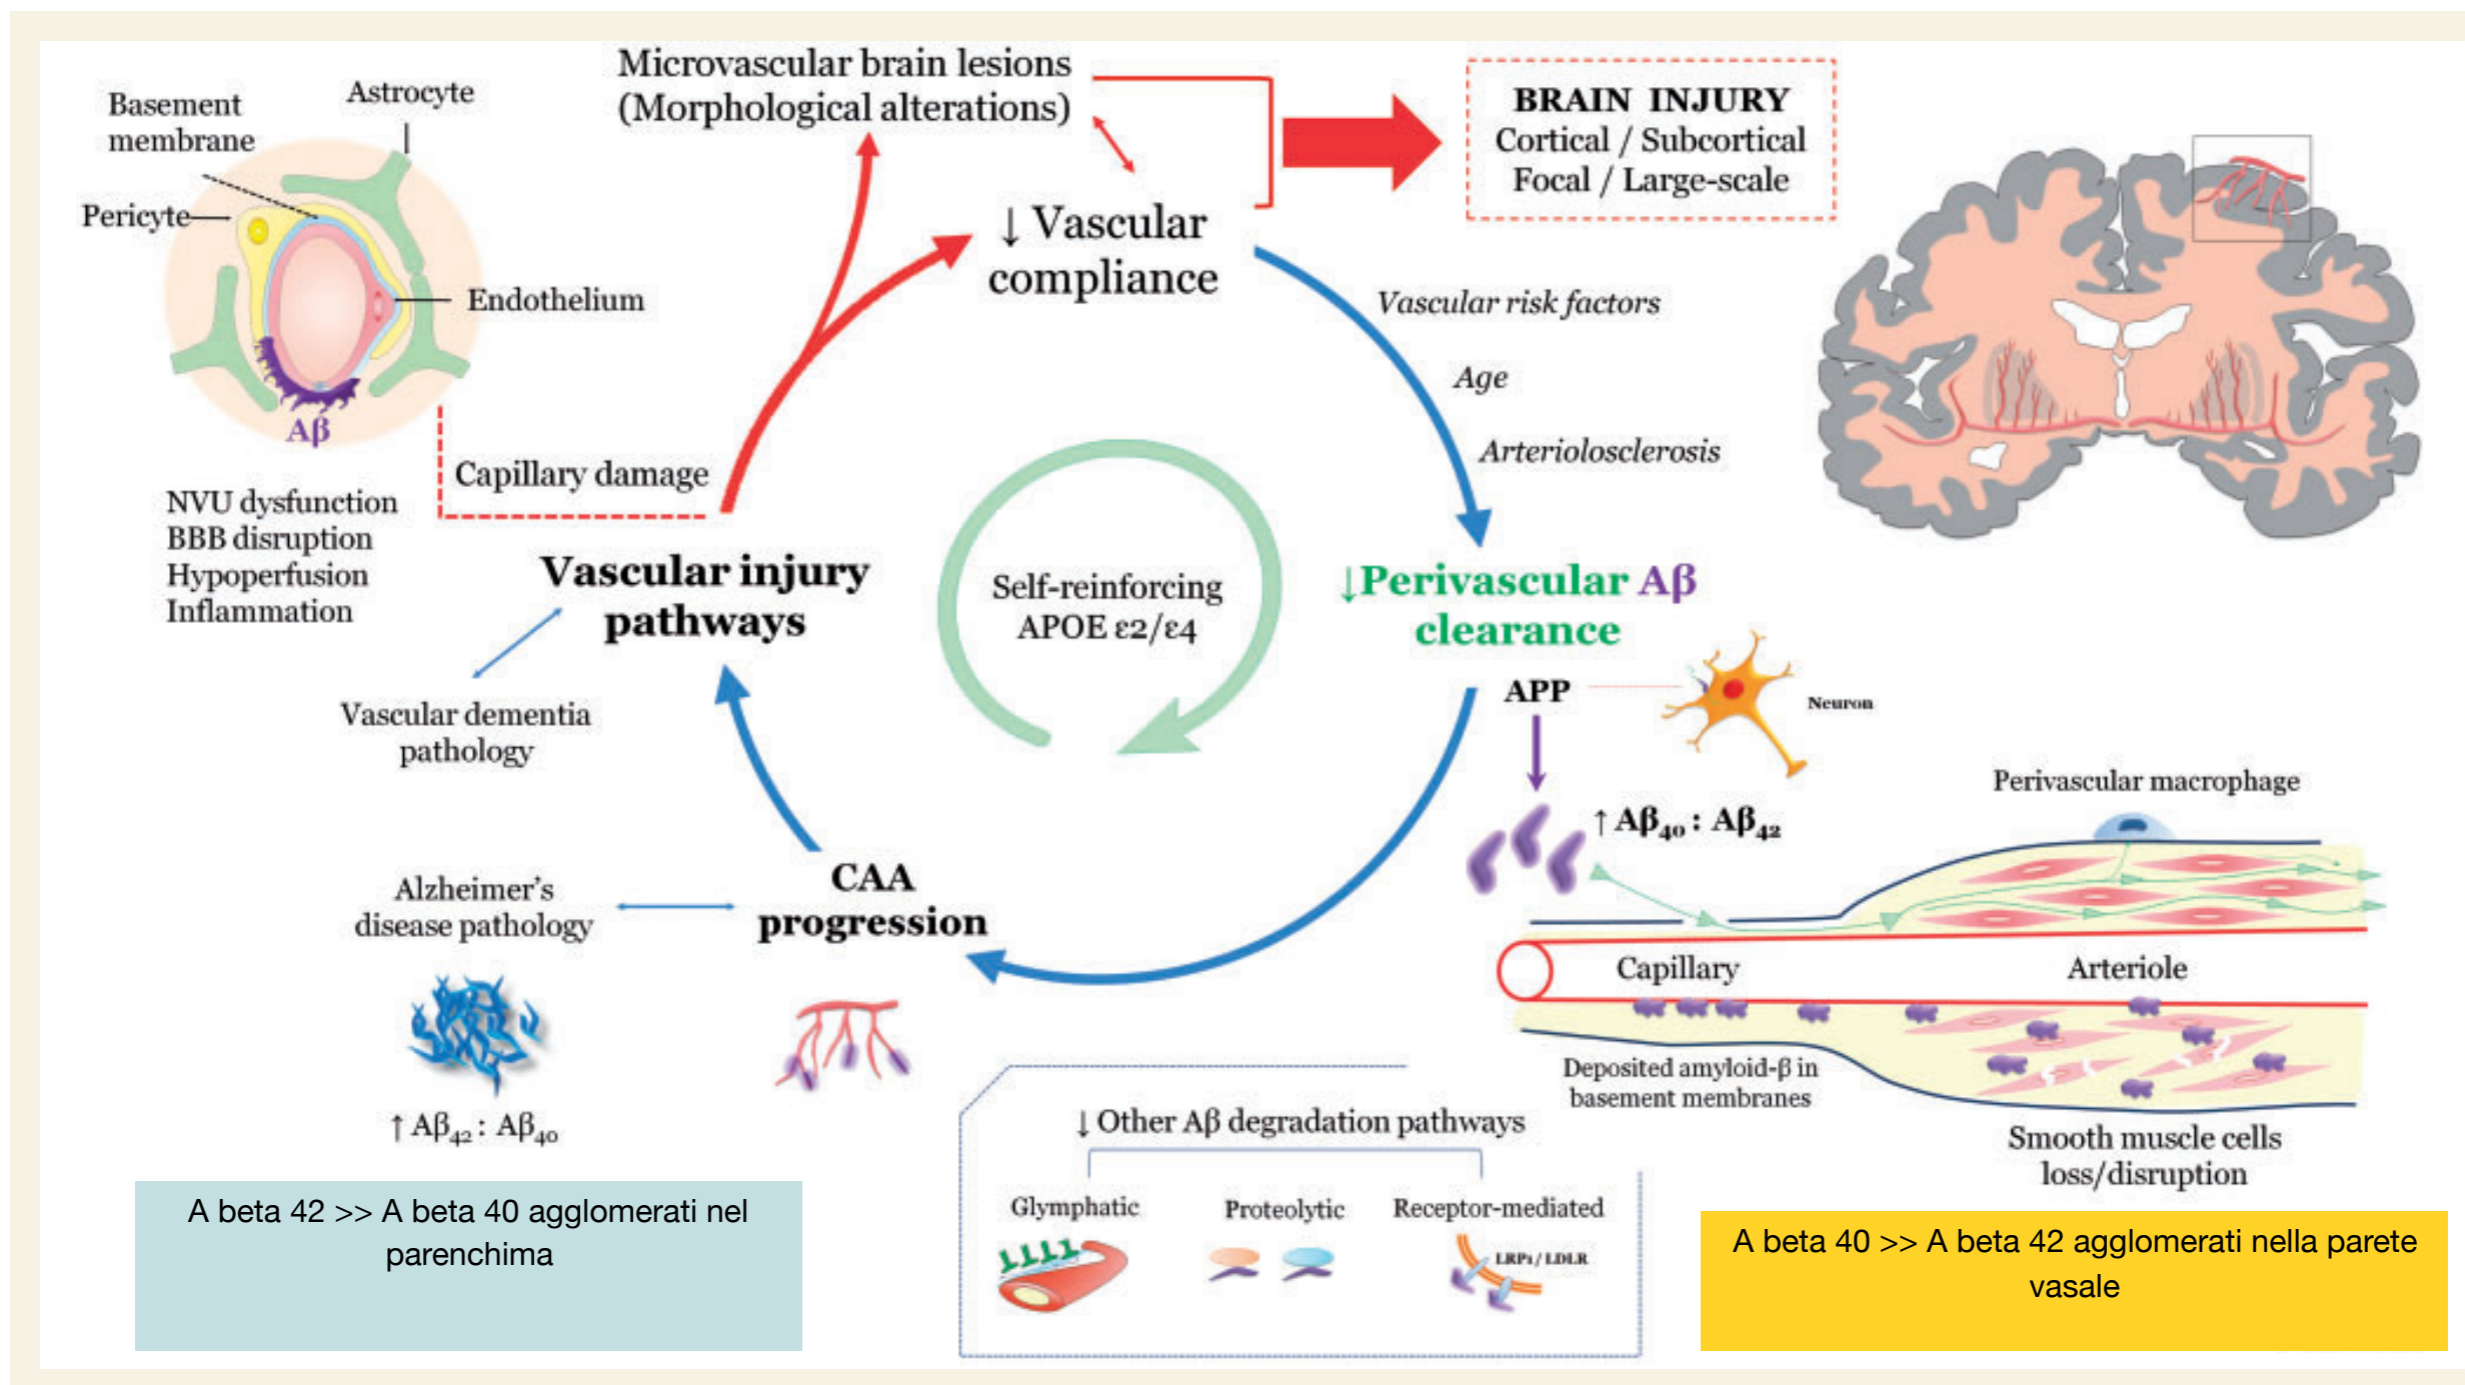 Microvascular brain lesions
(Morphological alterations)
Basement
membrane
Astrocyte
Pericyte
Endothelium
Aβ
BRAIN INJURY
Cortical / Subcortical
Focal / Large-scale
↓ Vascular
compliance
Vascular risk factors
Age
Arteriolosclerosis
Capillary damage
NVU dysfunction
BBB disruption
Hypoperfusion
Inflammation
Vascular injury
pathways
Self-reinforcing
APOE ε2/ε4
↓Perivascular Aβ
clearance
APP
Neuron
↑ Aβ₄₀ : Aβ₄₂
Vascular dementia
pathology
Perivascular macrophage
CAA
progression
Alzheimer's
disease pathology
↑ Aβ₄₂ : Aβ₄₀
Capillary
Arteriole
Deposited amyloid-β in
basement membranes
Smooth muscle cells
loss/disruption
↓ Other Aβ degradation pathways
Glymphatic
Proteolytic
Receptor-mediated
LRP1 / LDLR
A beta 42 >> A beta 40 agglomerati nel
parenchima
A beta 40 >> A beta 42 agglomerati nella parete
vasale